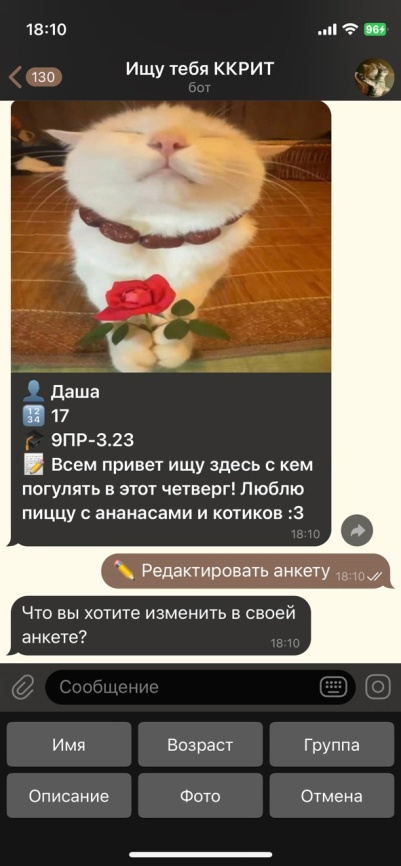 18:10
96
130
Ищу тебя ККРИТ
бот
Даша
1234
17
9ПР-3.23
Всем привет ищу здесь с кем
погулять в этот четверг! Люблю
пиццу с ананасами и котиков :3
18:10
Редактировать анкету 18:10
Что вы хотите изменить в своей
анкете?
18:10
Сообщение
Имя
Возраст
Группа
Описание
Фото
Отмена